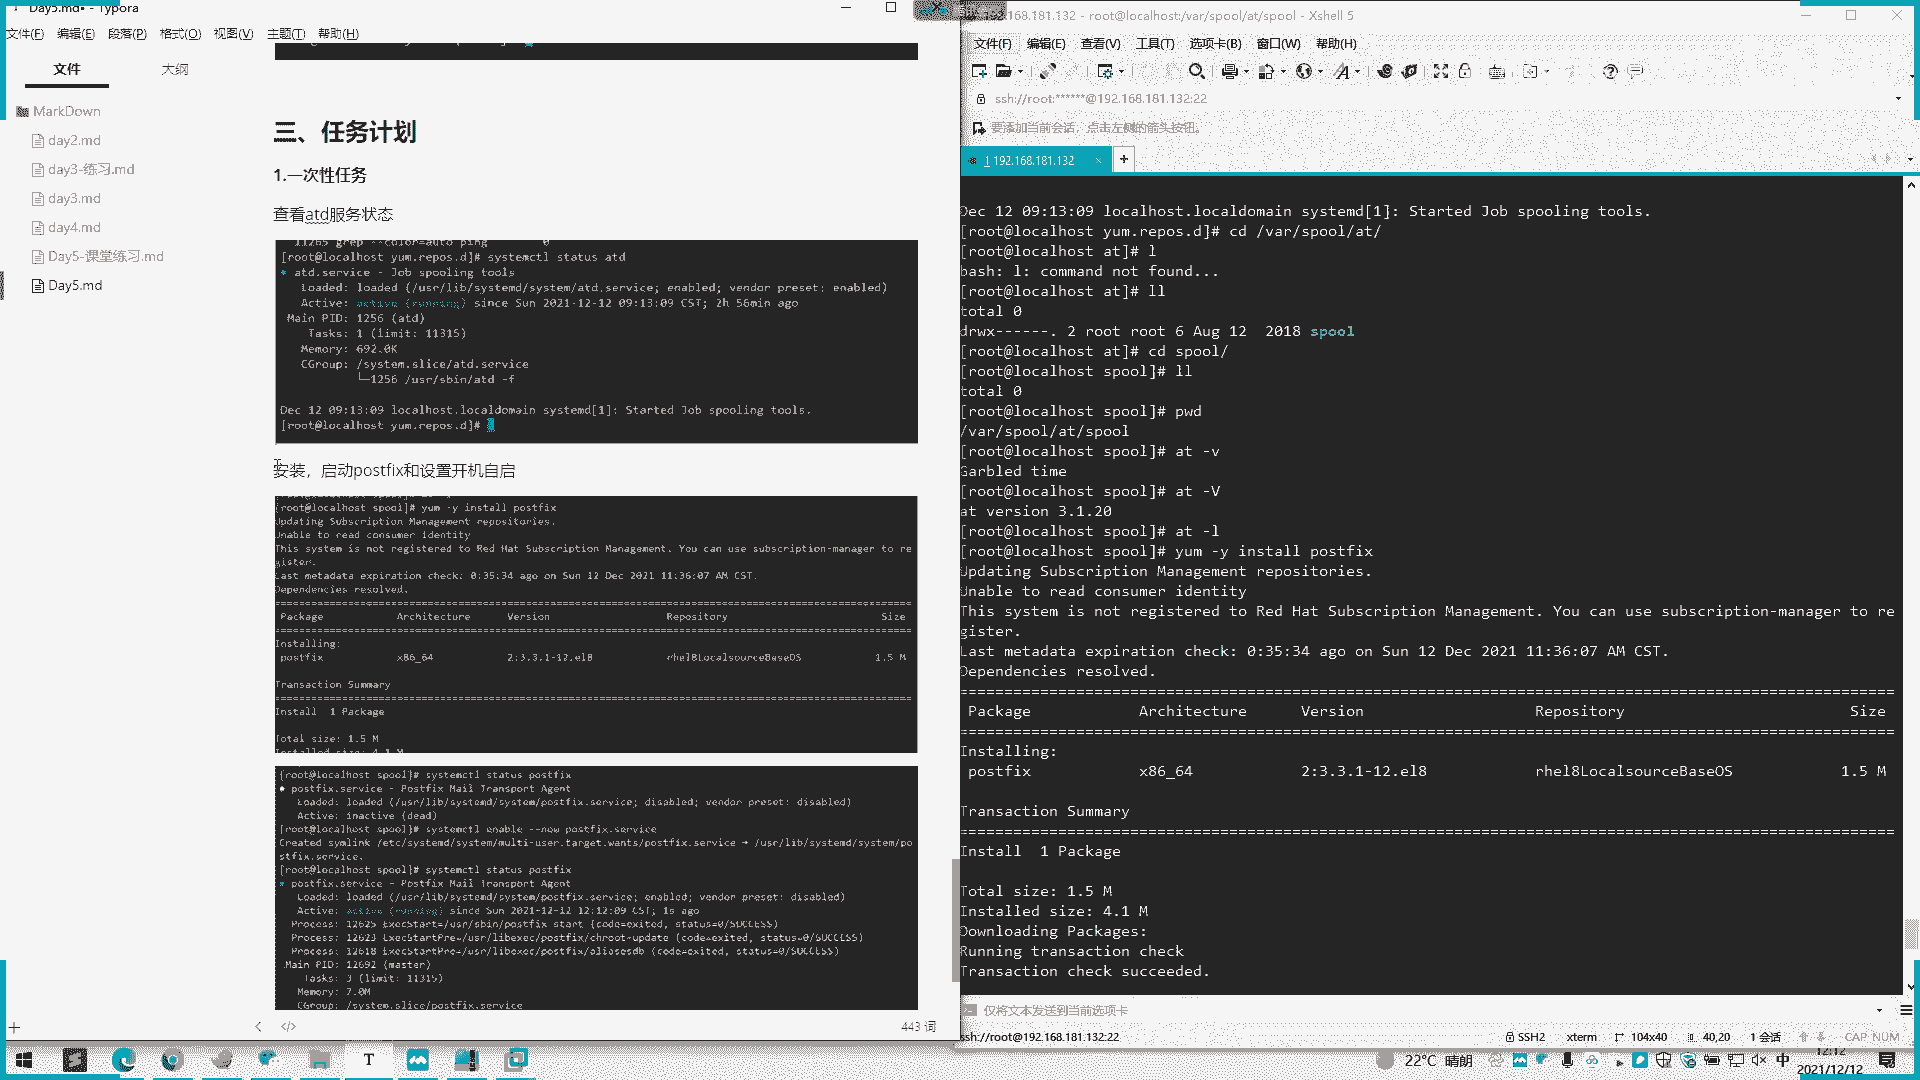 Day5.md• - Typora
文件(F) 编辑(E) 段落(P) 格式(O) 视图(V) 主题(T) 帮助(H)
文件 大纲
MarkDown
day2.md
day3-练习.md
day3.md
day4.md
Day5-课堂练习.md
Day5.md
三、任务计划
1.一次性任务
查看atd服务状态
11265 grep --color=auto ping 0
[root@localhost yum.repos.d]# systemctl status atd
● atd.service - Job spooling tools
Loaded: loaded (/usr/lib/systemd/system/atd.service; enabled; vendor preset: enabled)
Active: active (running) since Sun 2021-12-12 09:13:09 CST; 2h 56min ago
Main PID: 1256 (atd)
Tasks: 1 (limit: 11315)
Memory: 692.0K
CGroup: /system.slice/atd.service
└─1256 /usr/sbin/atd -f
Dec 12 09:13:09 localhost.localdomain systemd[1]: Started Job spooling tools.
[root@localhost yum.repos.d]#
安装，启动postfix和设置开机自启
[root@localhost spool]# yum -y install postfix
Updating Subscription Management repositories.
Unable to read consumer identity
This system is not registered to Red Hat Subscription Management. You can use subscription-manager to re
gister.
Last metadata expiration check: 0:35:34 ago on Sun 12 Dec 2021 11:36:07 AM CST.
Dependencies resolved.
Package Architecture Version Repository Size
Installing:
postfix x86_64 2:3.3.1-12.el8 rhel8LocalsourceBaseOS 1.5 M
Transaction Summary
Install 1 Package
Total size: 1.5 M
Installed size: 4.1 M
[root@localhost spool]# systemctl status postfix
● postfix.service - Postfix Mail Transport Agent
Loaded: loaded (/usr/lib/systemd/system/postfix.service; disabled; vendor preset: disabled)
Active: inactive (dead)
[root@localhost spool]# systemctl enable --now postfix.service
Created symlink /etc/systemd/system/multi-user.target.wants/postfix.service → /usr/lib/systemd/system/po
stfix.service.
[root@localhost spool]# systemctl status postfix
● postfix.service - Postfix Mail Transport Agent
Loaded: loaded (/usr/lib/systemd/system/postfix.service; enabled; vendor preset: disabled)
Active: active (running) since Sun 2021-12-12 12:12:09 CST; 1s ago
Process: 12625 ExecStart=/usr/sbin/postfix start (code=exited, status=0/SUCCESS)
Process: 12623 ExecStartPre=/usr/libexec/postfix/chroot-update (code=exited, status=0/SUCCESS)
Process: 12618 ExecStartPre=/usr/libexec/postfix/aliasesdb (code=exited, status=0/SUCCESS)
Main PID: 12692 (master)
Tasks: 3 (limit: 11315)
Memory: 7.0M
CGroup: /system.slice/postfix.service
443 词
192.168.181.132 - root@localhost:/var/spool/at/spool - Xshell 5
文件(F) 编辑(E) 查看(V) 工具(T) 选项卡(B) 窗口(W) 帮助(H)
ssh://root:******@192.168.181.132:22
要添加当前会话，点击左侧的箭头按钮。
1 192.168.181.132
Dec 12 09:13:09 localhost.localdomain systemd[1]: Started Job spooling tools.
[root@localhost yum.repos.d]# cd /var/spool/at/
[root@localhost at]# l
bash: l: command not found...
[root@localhost at]# ll
total 0
drwx------. 2 root root 6 Aug 12 2018 spool
[root@localhost at]# cd spool/
[root@localhost spool]# ll
total 0
[root@localhost spool]# pwd
/var/spool/at/spool
[root@localhost spool]# at -v
Garbled time
[root@localhost spool]# at -V
at version 3.1.20
[root@localhost spool]# at -l
[root@localhost spool]# yum -y install postfix
Updating Subscription Management repositories.
Unable to read consumer identity
This system is not registered to Red Hat Subscription Management. You can use subscription-manager to re
gister.
Last metadata expiration check: 0:35:34 ago on Sun 12 Dec 2021 11:36:07 AM CST.
Dependencies resolved.
Package Architecture Version Repository Size
Installing:
postfix x86_64 2:3.3.1-12.el8 rhel8LocalsourceBaseOS 1.5 M
Transaction Summary
Install 1 Package
Total size: 1.5 M
Installed size: 4.1 M
Downloading Packages:
Running transaction check
Transaction check succeeded.
仅将文本发送到当前选项卡
ssh://root@192.168.181.132:22 SSH2 xterm 104x40 40,20 1 会话 CAP NUM
22°C 晴朗 中 12:12
2021/12/12